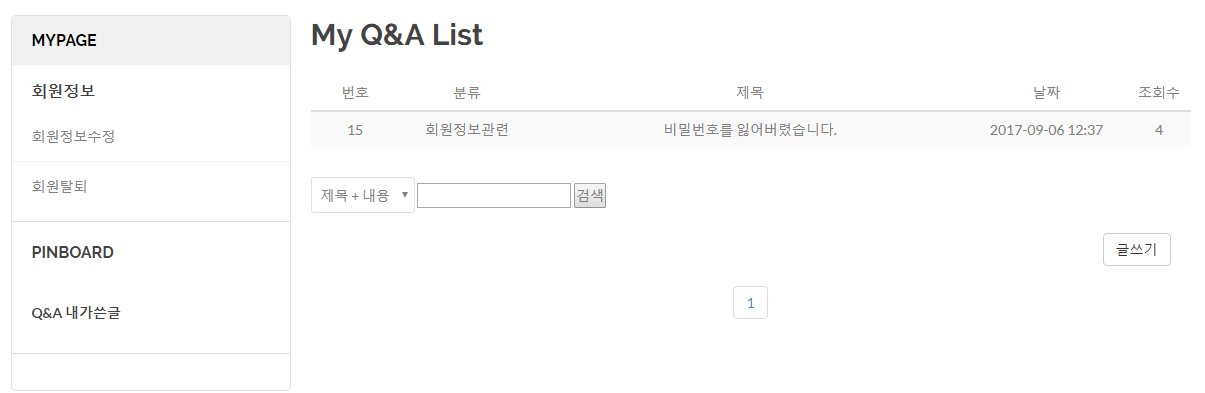 MYPAGE
회원정보
회원정보수정
회원탈퇴
PINBOARD
Q&A 내가쓴글
My Q&A List
번호 분류 제목 날짜 조회수
15 회원정보관련 비밀번호를 잃어버렸습니다. 2017-09-06 12:37 4
제목 + 내용 검색
글쓰기
1